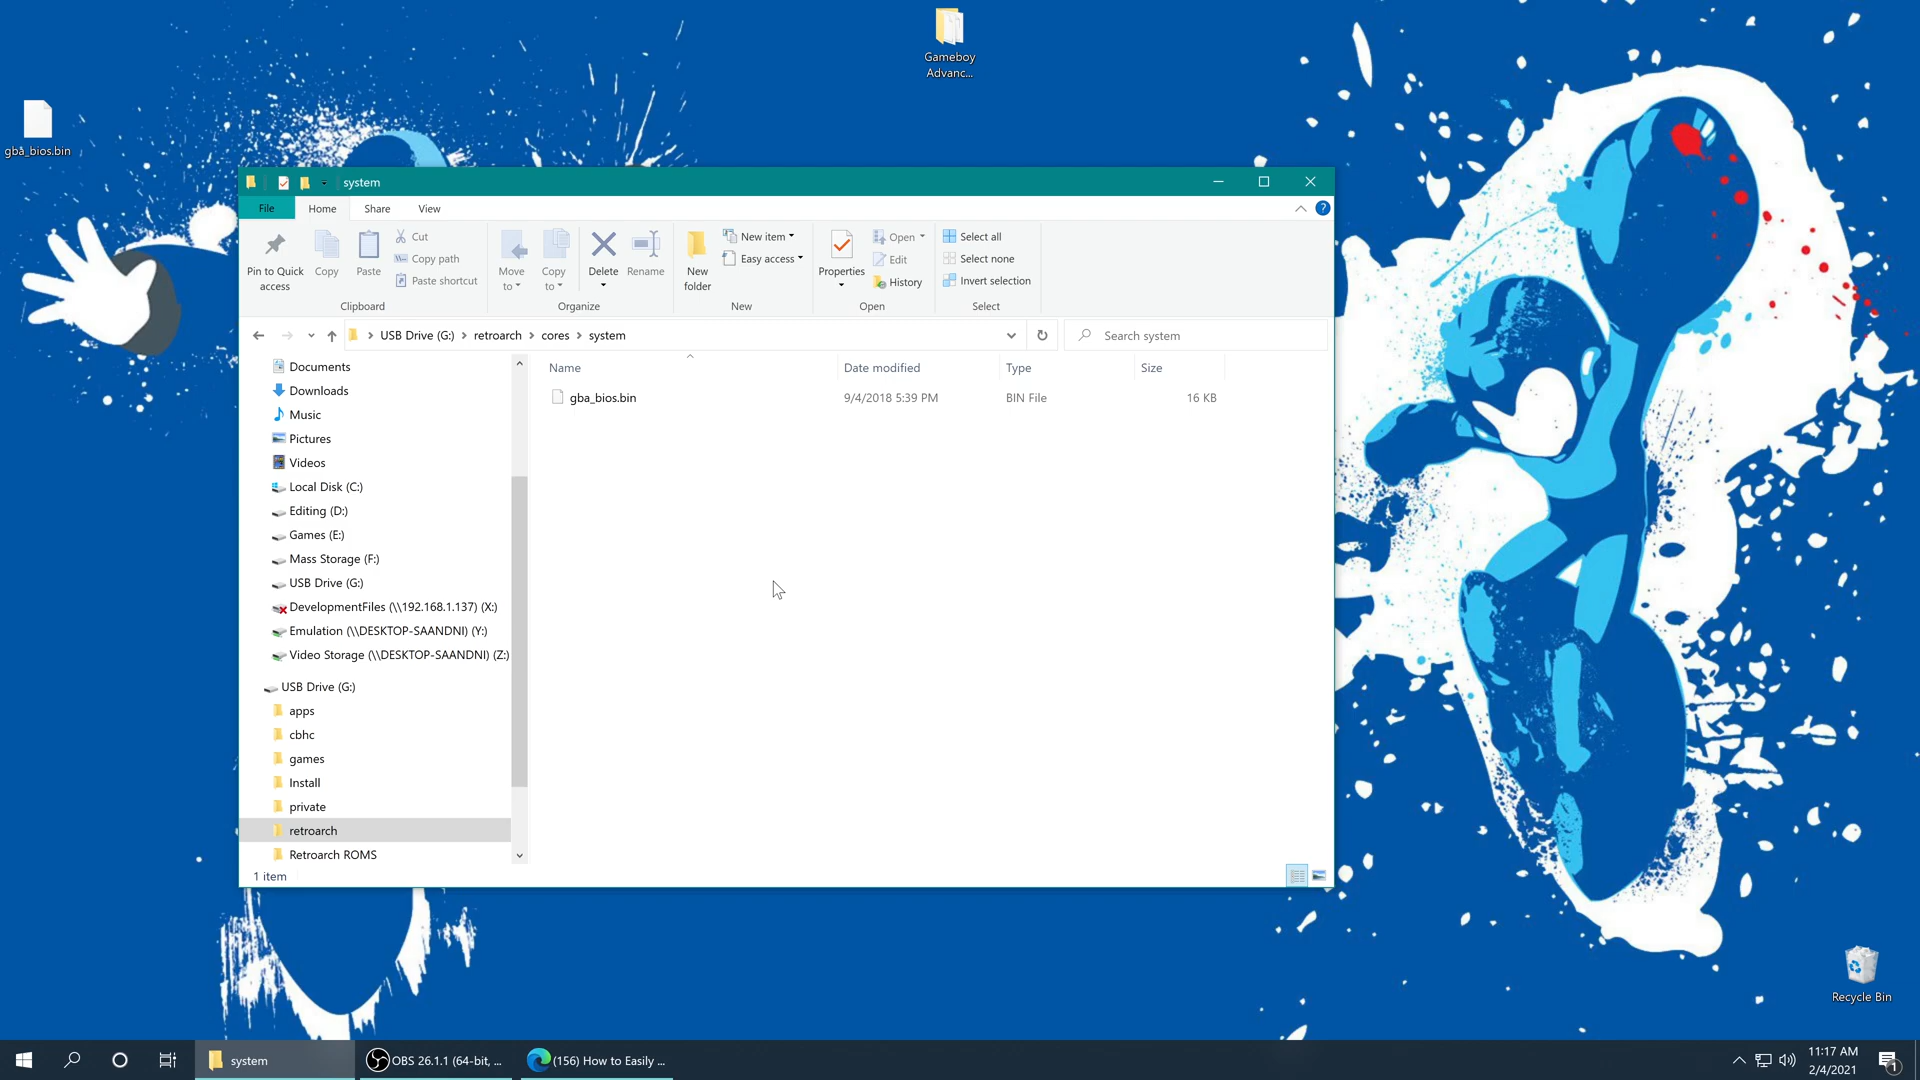 Gameboy
Advanc...
gba_bios.bin
system
File
Home
Share
View
?
Pin to Quick
access
Copy
Paste
Cut
Copy path
Paste shortcut
Clipboard
Move
to
Copy
to
Delete
Rename
Organize
New
folder
New item
Easy access
New
Properties
Open
Edit
History
Open
Select all
Select none
Invert selection
Select
USB Drive (G:) > retroarch > cores > system
Search system
Name
Date modified
Type
Size
gba_bios.bin
9/4/2018 5:39 PM
BIN File
16 KB
Documents
Downloads
Music
Pictures
Videos
Local Disk (C:)
Editing (D:)
Games (E:)
Mass Storage (F:)
USB Drive (G:)
DevelopmentFiles (\\192.168.1.137) (X:)
Emulation (\\DESKTOP-SAANDNI) (Y:)
Video Storage (\\DESKTOP-SAANDNI) (Z:)
USB Drive (G:)
apps
cbhc
games
Install
private
retroarch
Retroarch ROMS
1 item
Recycle Bin
system
OBS 26.1.1 (64-bit, ...
(156) How to Easily ...
11:17 AM
2/4/2021
1